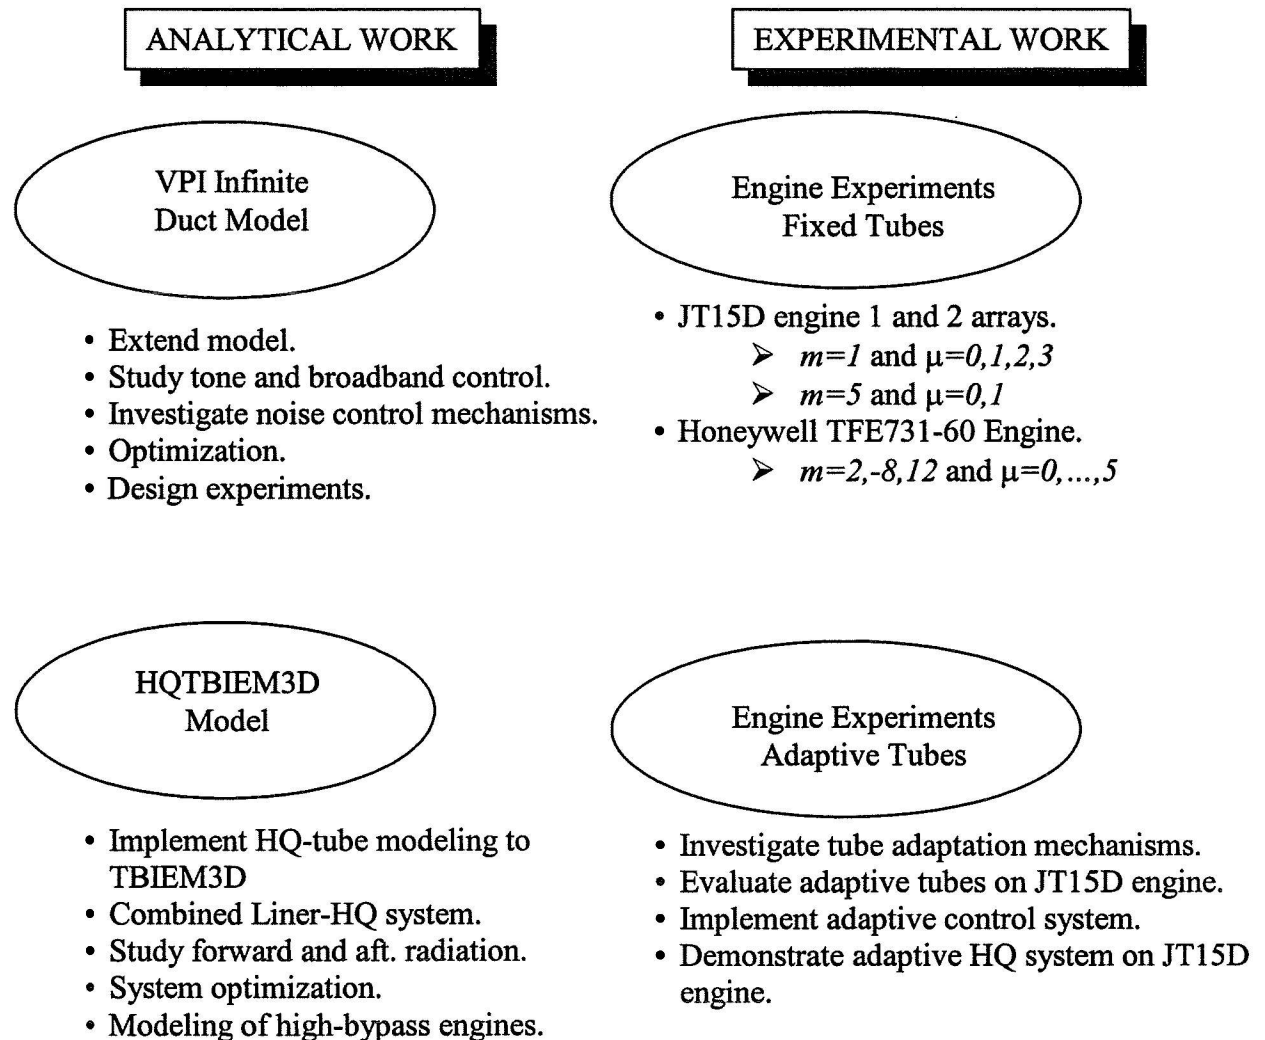 ANALYTICAL WORK
VPI Infinite
Duct Model
• Extend model.
• Study tone and broadband control.
• Investigate noise control mechanisms.
• Optimization.
• Design experiments.
HQTBIEM3D
Model
• Implement HQ-tube modeling to
TBIEM3D
• Combined Liner-HQ system.
• Study forward and aft. radiation.
• System optimization.
• Modeling of high-bypass engines.
EXPERIMENTAL WORK
Engine Experiments
Fixed Tubes
• JT15D engine 1 and 2 arrays.
➢ m=1 and μ=0,1,2,3
➢ m=5 and μ=0,1
• Honeywell TFE731-60 Engine.
➢ m=2,-8,12 and μ=0,...,5
Engine Experiments
Adaptive Tubes
• Investigate tube adaptation mechanisms.
• Evaluate adaptive tubes on JT15D engine.
• Implement adaptive control system.
• Demonstrate adaptive HQ system on JT15D
engine.